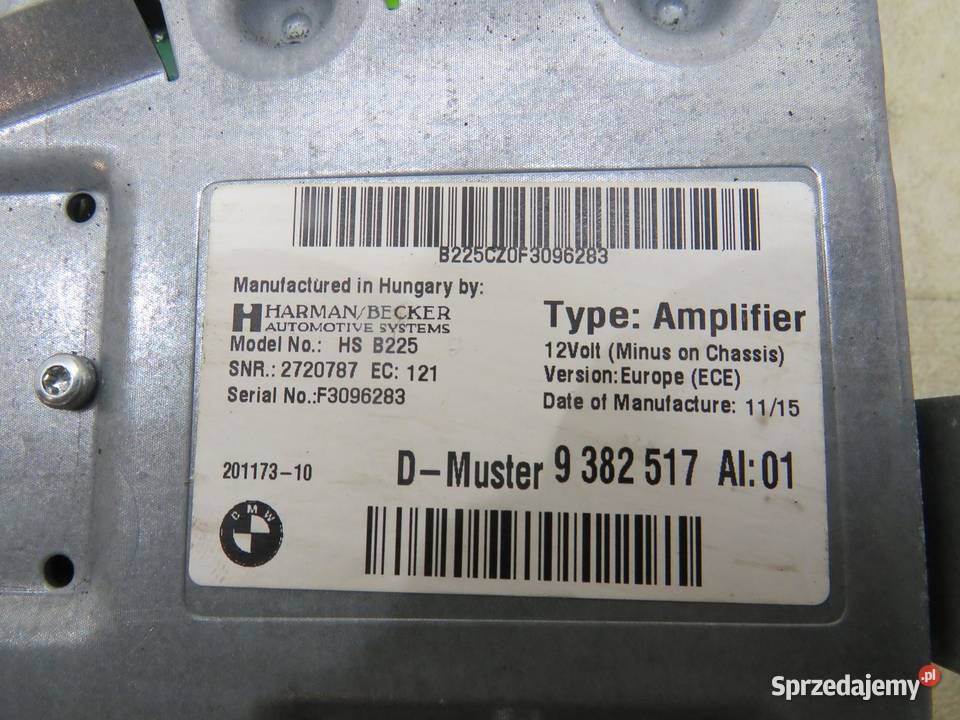 B225CZ0F3096283
Manufactured in Hungary by:
HARMAN/BECKER
AUTOMOTIVE SYSTEMS
Model No.: HS B225
SNR.: 2720787 EC: 121
Serial No.:F3096283
Type: Amplifier
12Volt (Minus on Chassis)
Version:Europe (ECE)
Date of Manufacture: 11/15
201173-10
D-Muster 9 382 517 AI:01
BMW
Sprzedajemy.pl